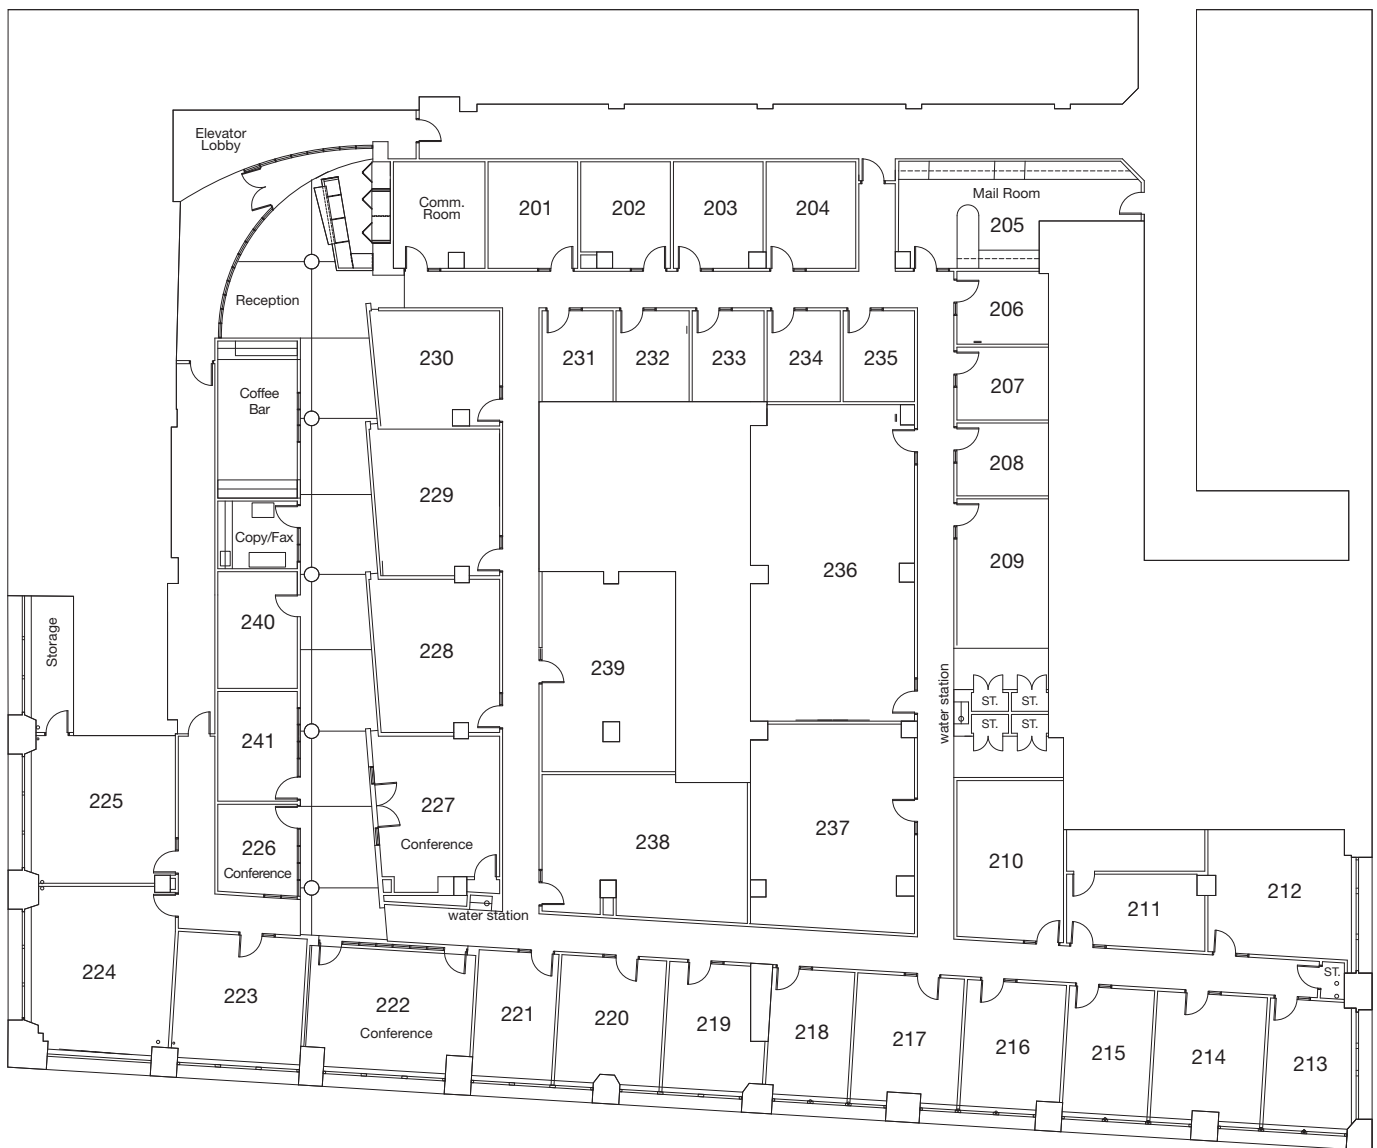 Elevator
Lobby
Comm.
Room
201
202
203
204
Mail Room
205
Reception
206
230
231
232
233
234
235
207
Coffee
Bar
208
229
Copy/Fax
236
209
240
Storage
228
239
water station
ST.
ST.
ST.
ST.
241
225
227
Conference
226
Conference
238
237
210
212
211
water station
224
223
222
Conference
221
220
219
218
217
216
215
214
213
ST.